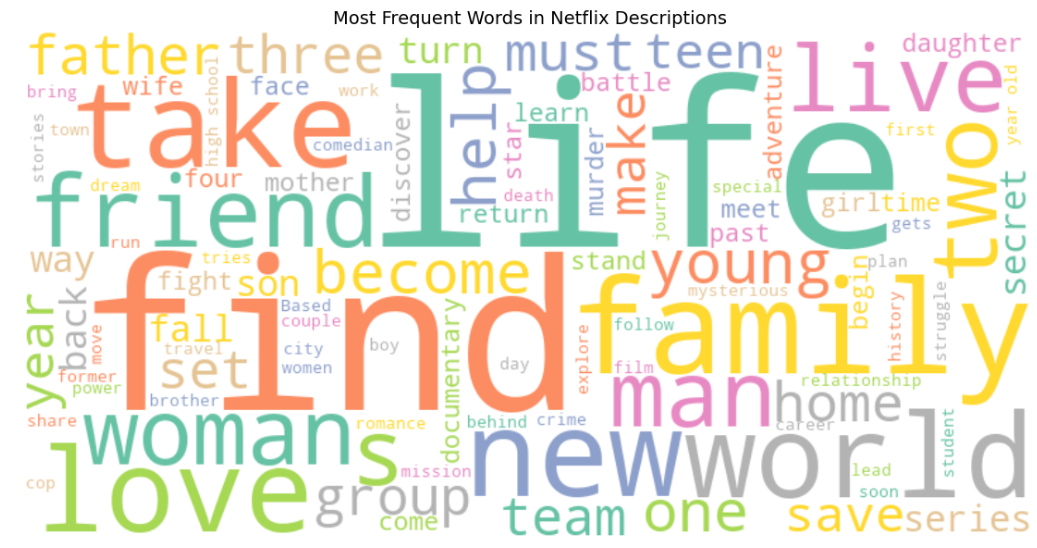 Most Frequent Words in Netflix Descriptions
father
three
turn
must
teen
live
daughter
bring
wife
face
work
high school
help
battle
adventure
year old
take
life
learn
make
two
first
town
stories
comedian
discover
star
murder
four
mother
dream
friend
death
return
journey
special
meet
girl
time
gets
secret
run
past
way
tries
fight
son
become
stand
young
begin
plan
back
find
family
mysterious
year
move
fall
Based
couple
documentary
follow
history
struggle
travel
city
boy
day
explore
set
women
film
former
power
brother
man
relationship
home
share
woman
romance
behind
crime
career
student
love
s
new
world
cop
mission
lead
group
soon
come
team
one
save
series